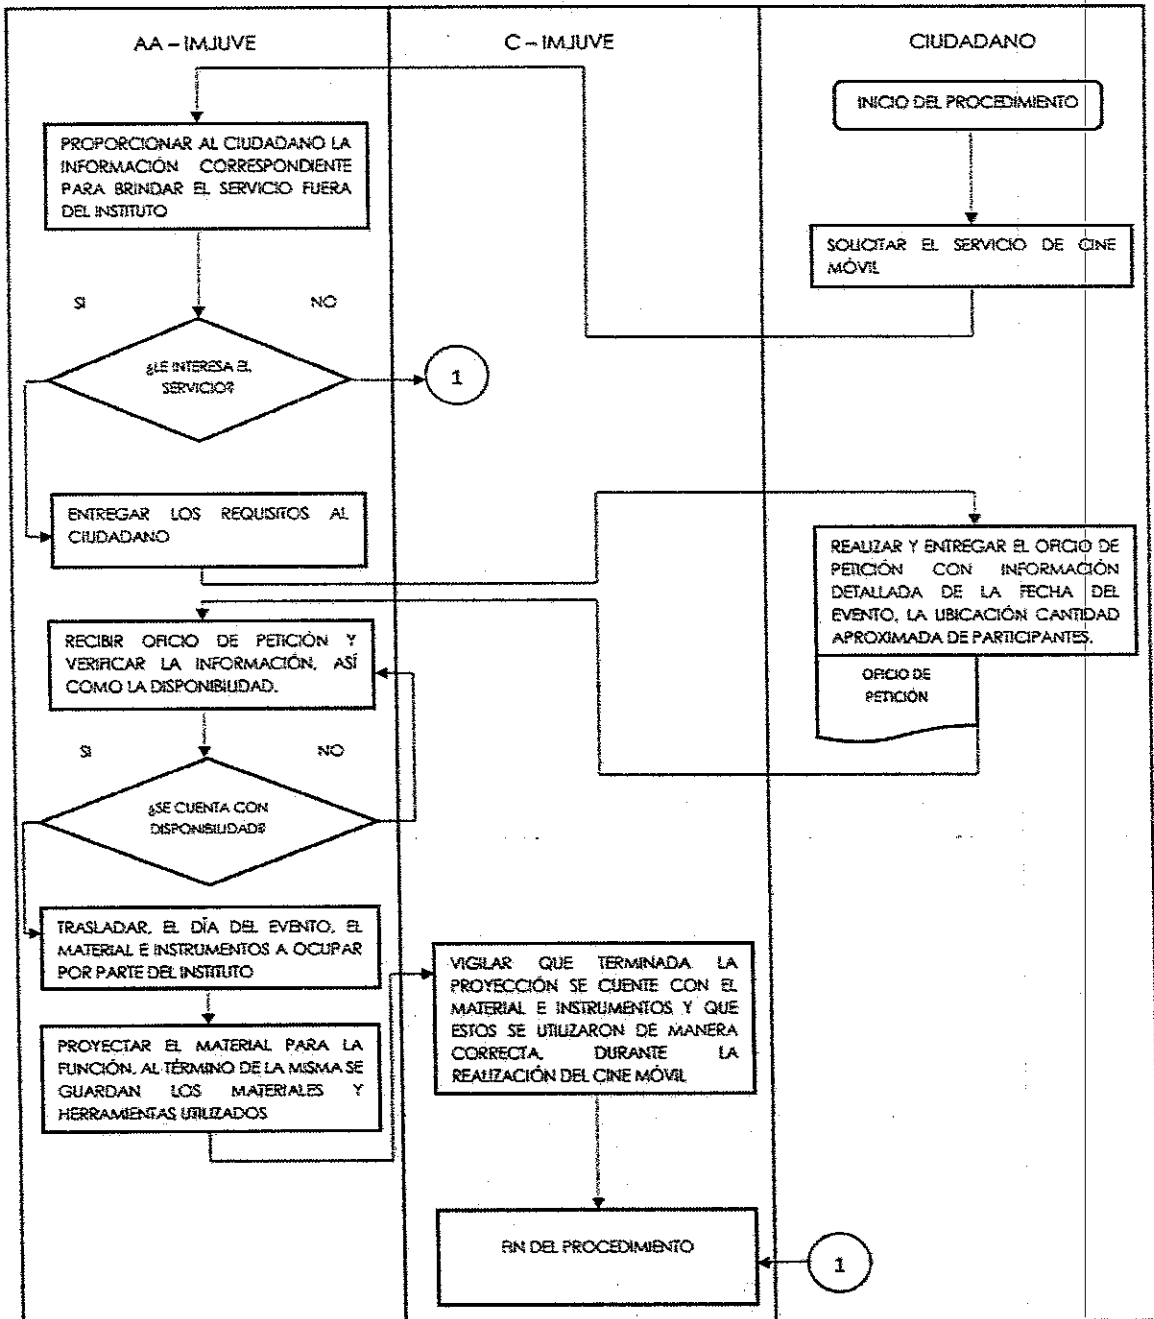 AA – IMJUVE
C – IMJUVE
CIUDADANO
INICIO DEL PROCEDIMIENTO
SOLICITAR EL SERVICIO DE CINE
MÓVIL
PROPORCIONAR AL CIUDADANO LA
INFORMACIÓN CORRESPONDIENTE
PARA BRINDAR EL SERVICIO FUERA
DEL INSTITUTO
SI
NO
¿LE INTERESA EL
SERVICIO?
1
ENTREGAR LOS REQUISITOS AL
CIUDADANO
REALIZAR Y ENTREGAR EL OFICIO DE
PETICIÓN CON INFORMACIÓN
DETALLADA DE LA FECHA DEL
EVENTO, LA UBICACIÓN CANTIDAD
APROXIMADA DE PARTICIPANTES.
OFICIO DE
PETICIÓN
RECIBIR OFICIO DE PETICIÓN Y
VERIFICAR LA INFORMACIÓN, ASÍ
COMO LA DISPONIBILIDAD.
SI
NO
¿SE CUENTA CON
DISPONIBILIDAD?
TRASLADAR, EL DÍA DEL EVENTO, EL
MATERIAL E INSTRUMENTOS A OCUPAR
POR PARTE DEL INSTITUTO
PROYECTAR EL MATERIAL PARA LA
FUNCIÓN, AL TÉRMINO DE LA MISMA SE
GUARDAN LOS MATERIALES Y
HERRAMIENTAS UTILIZADOS
VIGILAR QUE TERMINADA LA
PROYECCIÓN SE CUENTE CON EL
MATERIAL E INSTRUMENTOS Y QUE
ESTOS SE UTILIZARON DE MANERA
CORRECTA, DURANTE LA
REALIZACIÓN DEL CINE MÓVIL
FIN DEL PROCEDIMIENTO
1